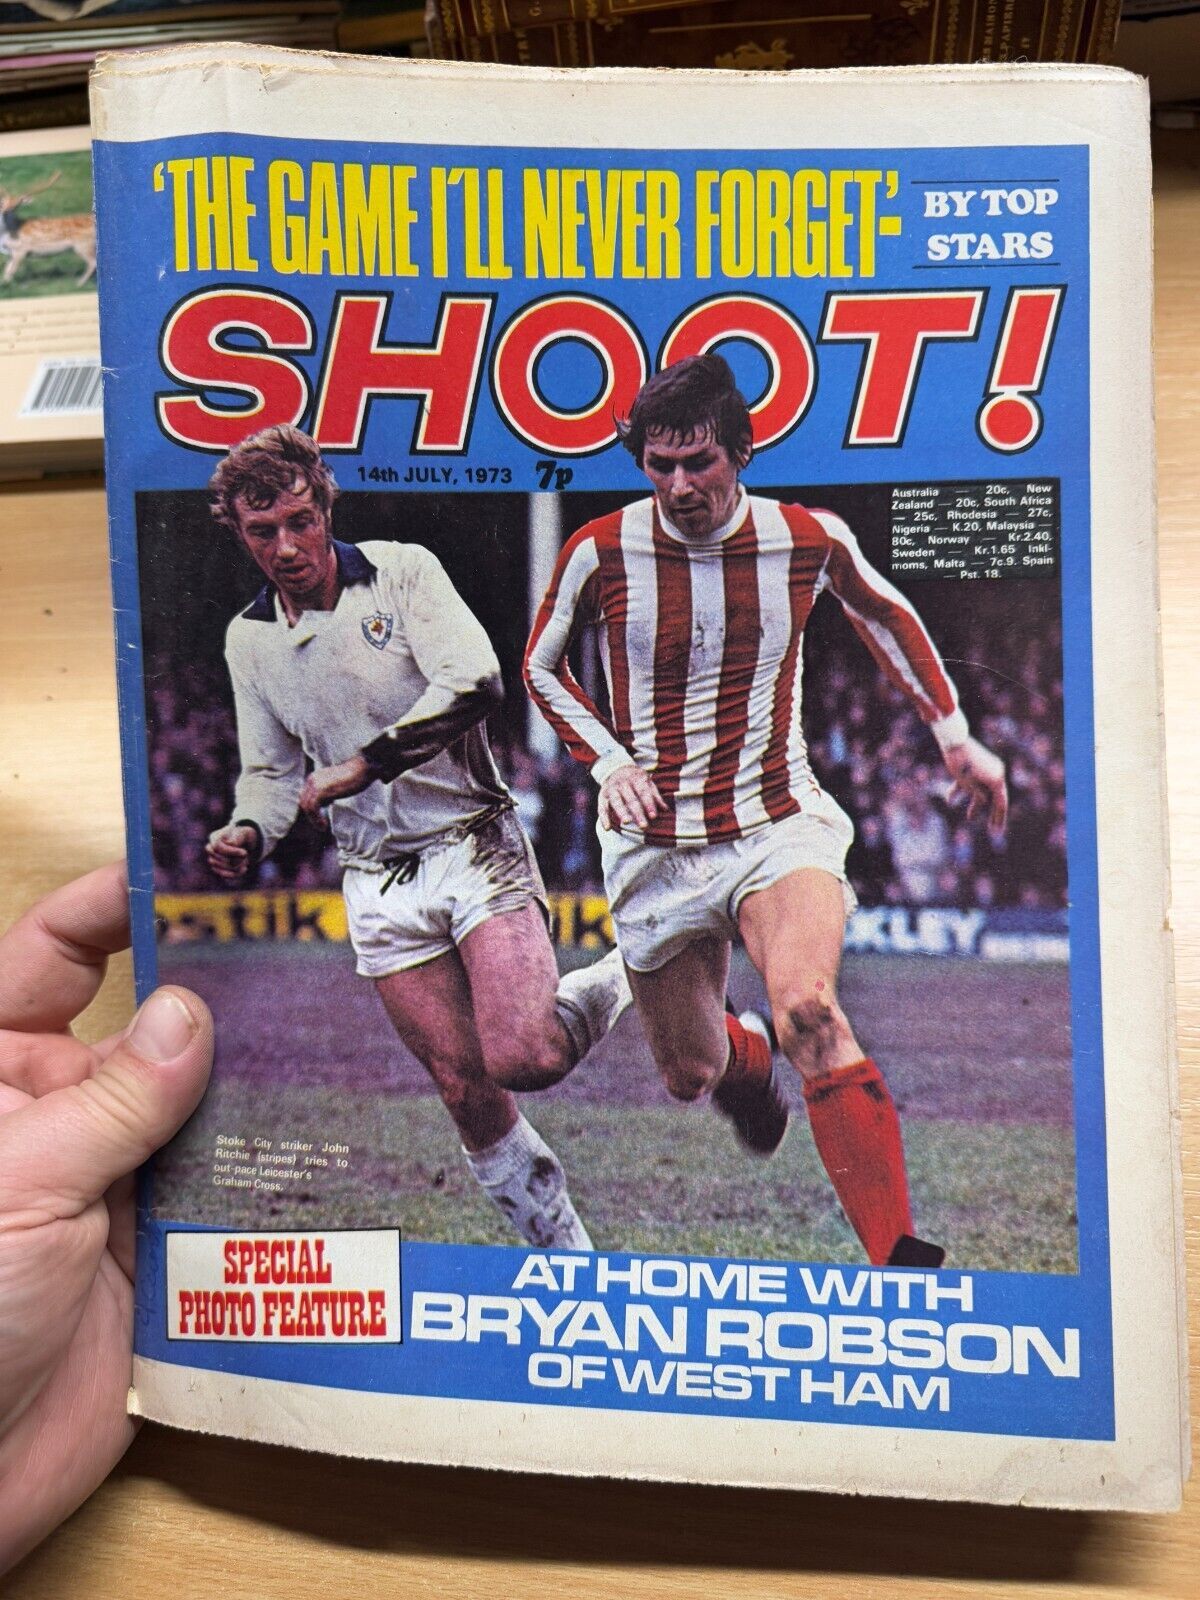 'THE GAME I'LL NEVER FORGET'-
BY TOP
STARS
SHOOT!
14th JULY, 1973 7p
Australia — 20c, New
Zealand — 20c, South Africa
— 25c, Rhodesia — 27c,
Nigeria — K.20, Malaysia —
80c, Norway — Kr.2.40,
Sweden — Kr.1.65 Inkl-
moms, Malta — 7c.9. Spain
— Pst. 18.
stik
ik
KLEY
Stoke City striker John
Ritchie (stripes) tries to
out-pace Leicester's
Graham Cross.
SPECIAL
PHOTO FEATURE
AT HOME WITH
BRYAN ROBSON
OF WEST HAM